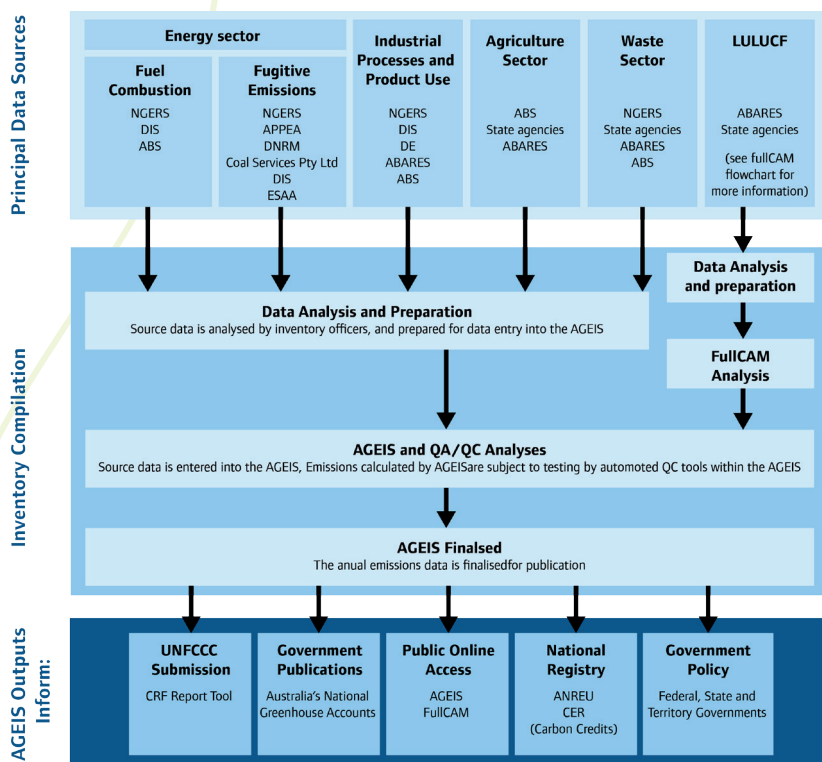 Principal Data Sources
Energy sector
Fuel
Combustion
NGERS
DIS
ABS
Fugitive
Emissions
NGERS
APPEA
DNRM
Coal Services Pty Ltd
DIS
ESAA
Industrial
Processes and
Product Use
NGERS
DIS
DE
ABARES
ABS
Agriculture
Sector
ABS
State agencies
ABARES
Waste
Sector
NGERS
State agencies
ABARES
ABS
LULUCF
ABARES
State agencies
(see fullCAM
flowchart for
more information)
Inventory Compilation
Data Analysis and Preparation
Source data is analysed by inventory officers, and prepared for data entry into the AGEIS
Data Analysis
and preparation
FullCAM
Analysis
AGEIS and QA/QC Analyses
Source data is entered into the AGEIS, Emissions calculated by AGEISare subject to testing by automated QC tools within the AGEIS
AGEIS Finalsed
The anual emissions data is finalisedfor publication
AGEIS Outputs
Inform:
UNFCCC
Submission
CRF Report Tool
Government
Publications
Australia's National
Greenhouse Accounts
Public Online
Access
AGEIS
FullCAM
National
Registry
ANREU
CER
(Carbon Credits)
Government
Policy
Federal, State and
Territory Governments